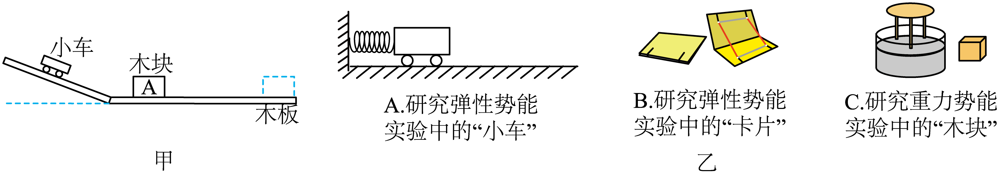 小车
木块
A
木板
甲
A.研究弹性势能
实验中的“小车”
B.研究弹性势能
实验中的“卡片”
C.研究重力势能
实验中的“木块”
乙